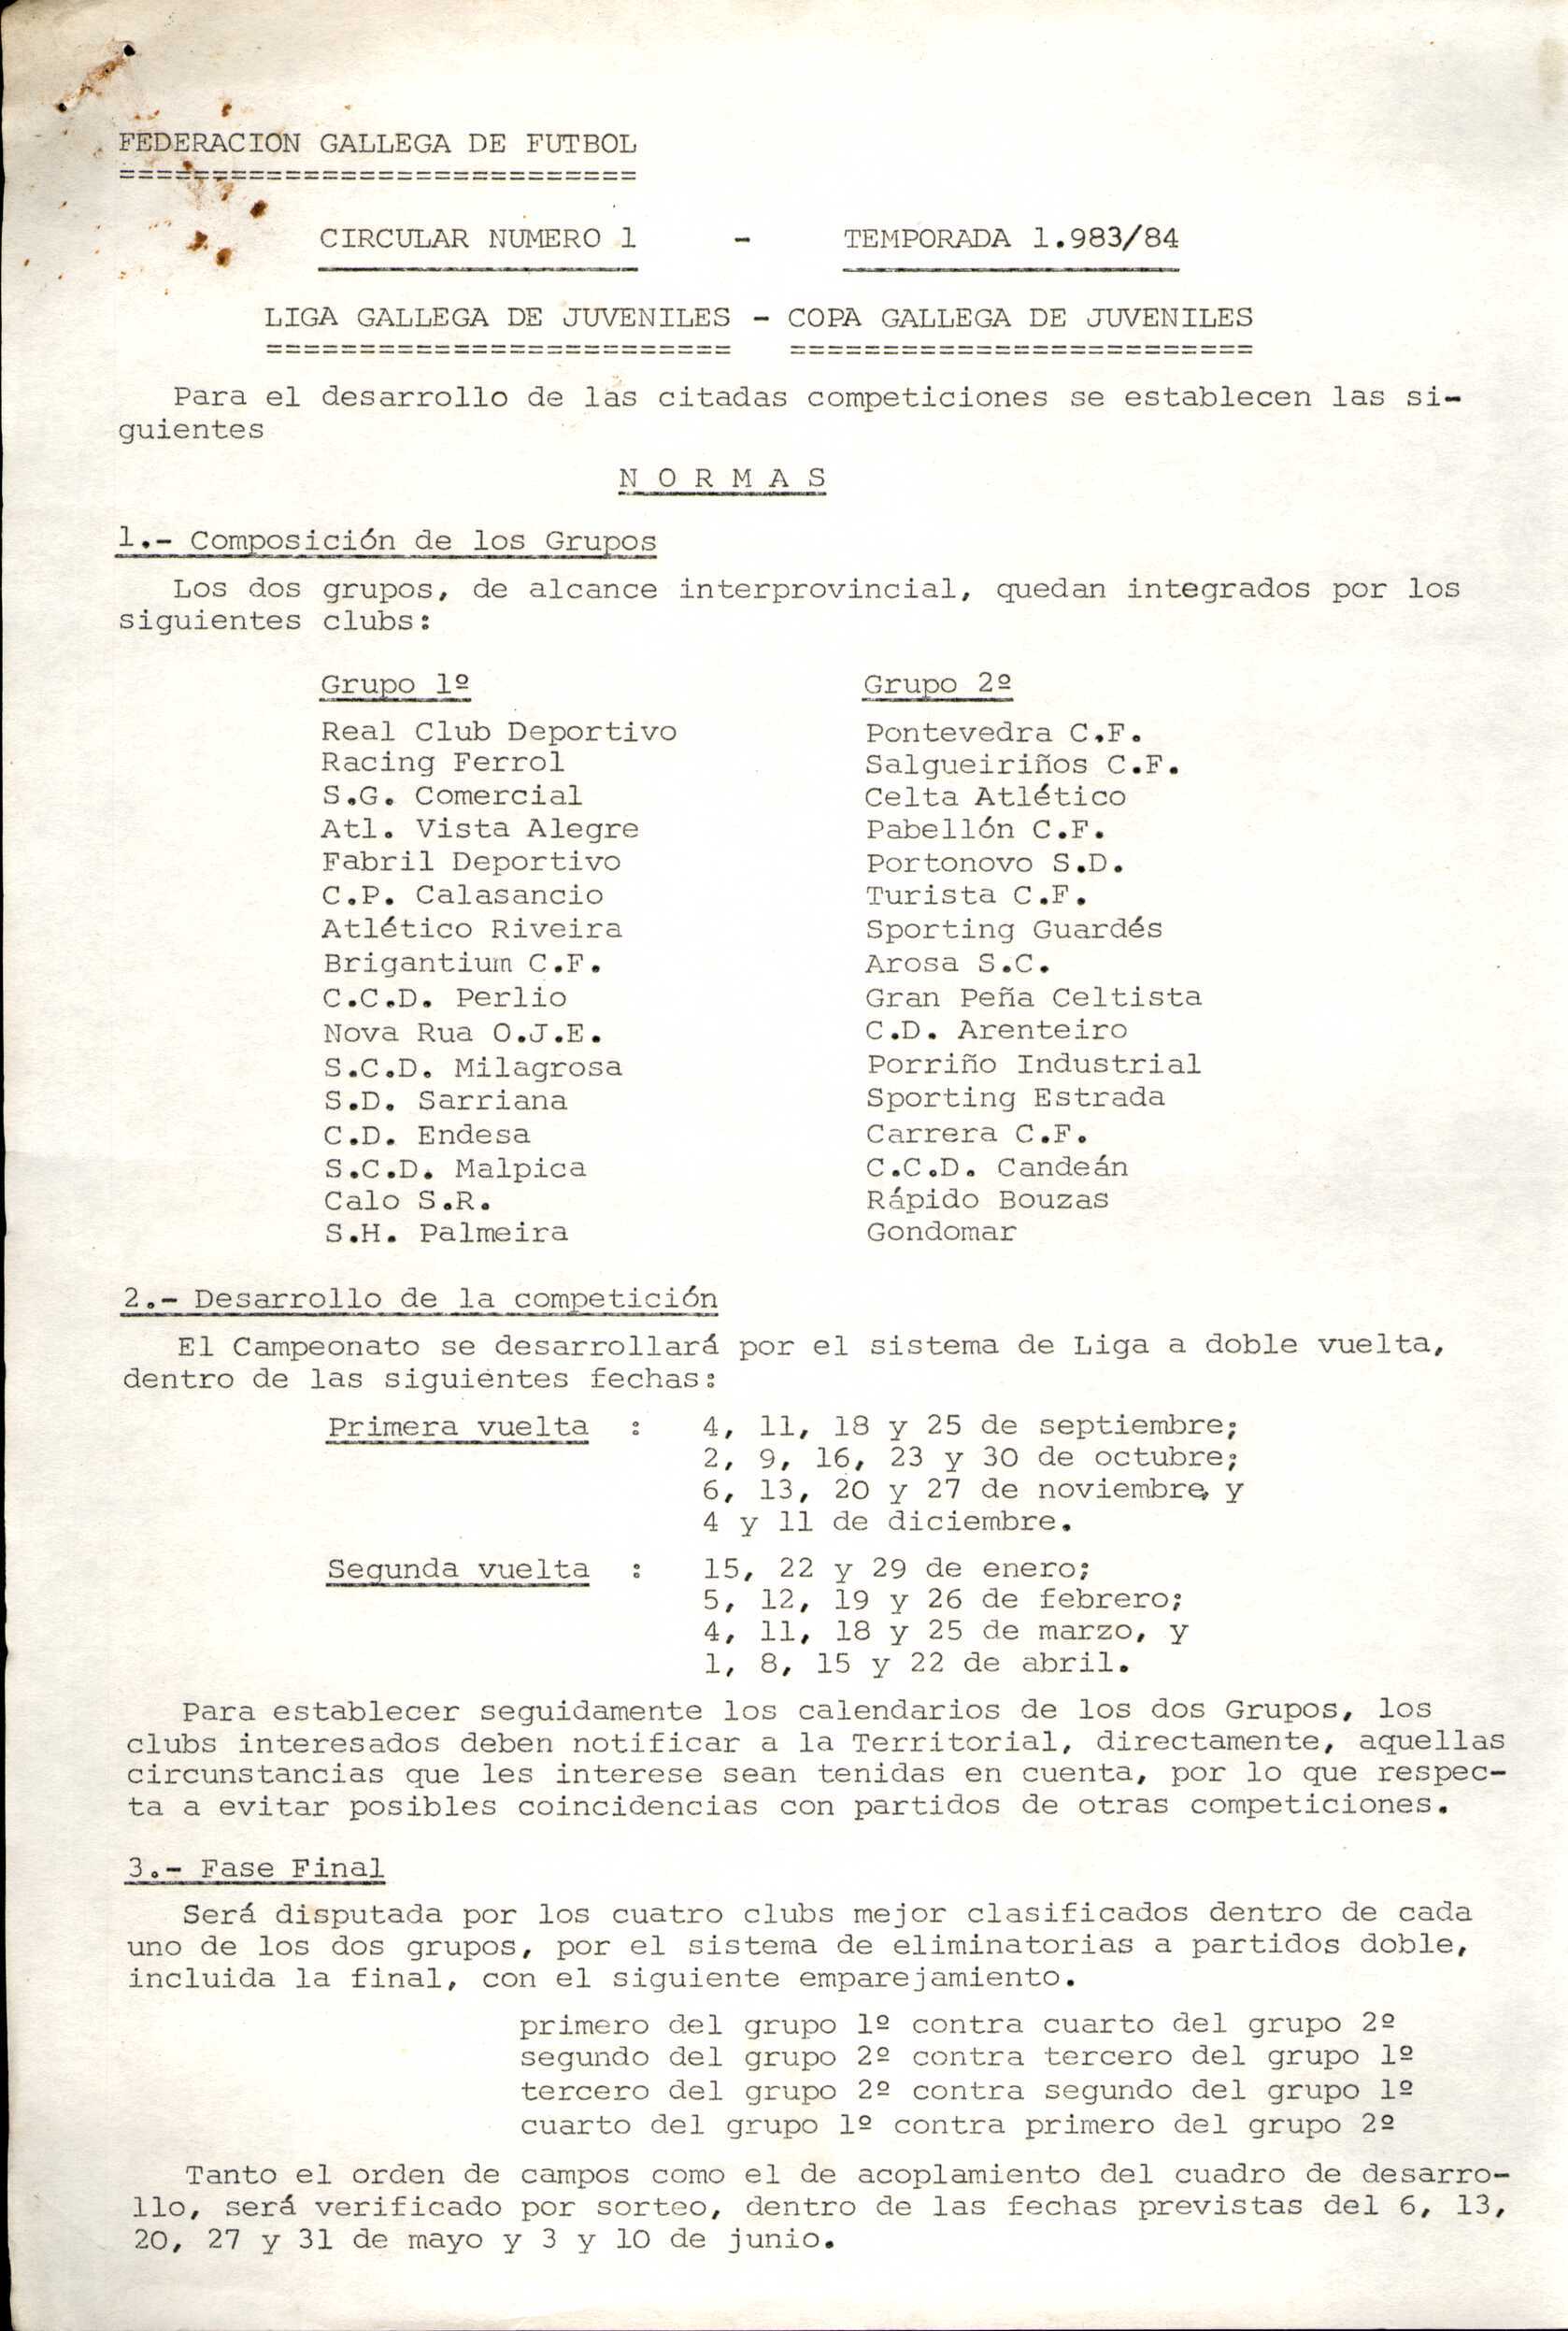 FEDERACION GALLEGA DE FUTBOL
============================
CIRCULAR NUMERO 1 - TEMPORADA 1.983/84
LIGA GALLEGA DE JUVENILES - COPA GALLEGA DE JUVENILES
========================= =========================
Para el desarrollo de las citadas competiciones se establecen las si-
guientes
N O R M A S
1.- Composición de los Grupos
Los dos grupos, de alcance interprovincial, quedan integrados por los
siguientes clubs:
Grupo 1º
Real Club Deportivo
Racing Ferrol
S.G. Comercial
Atl. Vista Alegre
Fabril Deportivo
C.P. Calasancio
Atlético Riveira
Brigantium C.F.
C.C.D. Perlio
Nova Rua O.J.E.
S.C.D. Milagrosa
S.D. Sarriana
C.D. Endesa
S.C.D. Malpica
Calo S.R.
S.H. Palmeira
Grupo 2º
Pontevedra C.F.
Salgueiriños C.F.
Celta Atlético
Pabellón C.F.
Portonovo S.D.
Turista C.F.
Sporting Guardés
Arosa S.C.
Gran Peña Celtista
C.D. Arenteiro
Porriño Industrial
Sporting Estrada
Carrera C.F.
C.C.D. Candeán
Rápido Bouzas
Gondomar
2.- Desarrollo de la competición
El Campeonato se desarrollará por el sistema de Liga a doble vuelta,
dentro de las siguientes fechas:
Primera vuelta : 4, 11, 18 y 25 de septiembre;
2, 9, 16, 23 y 30 de octubre;
6, 13, 20 y 27 de noviembre, y
4 y 11 de diciembre.
Segunda vuelta : 15, 22 y 29 de enero;
5, 12, 19 y 26 de febrero;
4, 11, 18 y 25 de marzo, y
1, 8, 15 y 22 de abril.
Para establecer seguidamente los calendarios de los dos Grupos, los
clubs interesados deben notificar a la Territorial, directamente, aquellas
circunstancias que les interese sean tenidas en cuenta, por lo que respec-
ta a evitar posibles coincidencias con partidos de otras competiciones.
3.- Fase Final
Será disputada por los cuatro clubs mejor clasificados dentro de cada
uno de los dos grupos, por el sistema de eliminatorias a partidos doble,
incluida la final, con el siguiente emparejamiento.
primero del grupo 1º contra cuarto del grupo 2º
segundo del grupo 2º contra tercero del grupo 1º
tercero del grupo 2º contra segundo del grupo 1º
cuarto del grupo 1º contra primero del grupo 2º
Tanto el orden de campos como el de acoplamiento del cuadro de desarro-
llo, será verificado por sorteo, dentro de las fechas previstas del 6, 13,
20, 27 y 31 de mayo y 3 y 10 de junio.